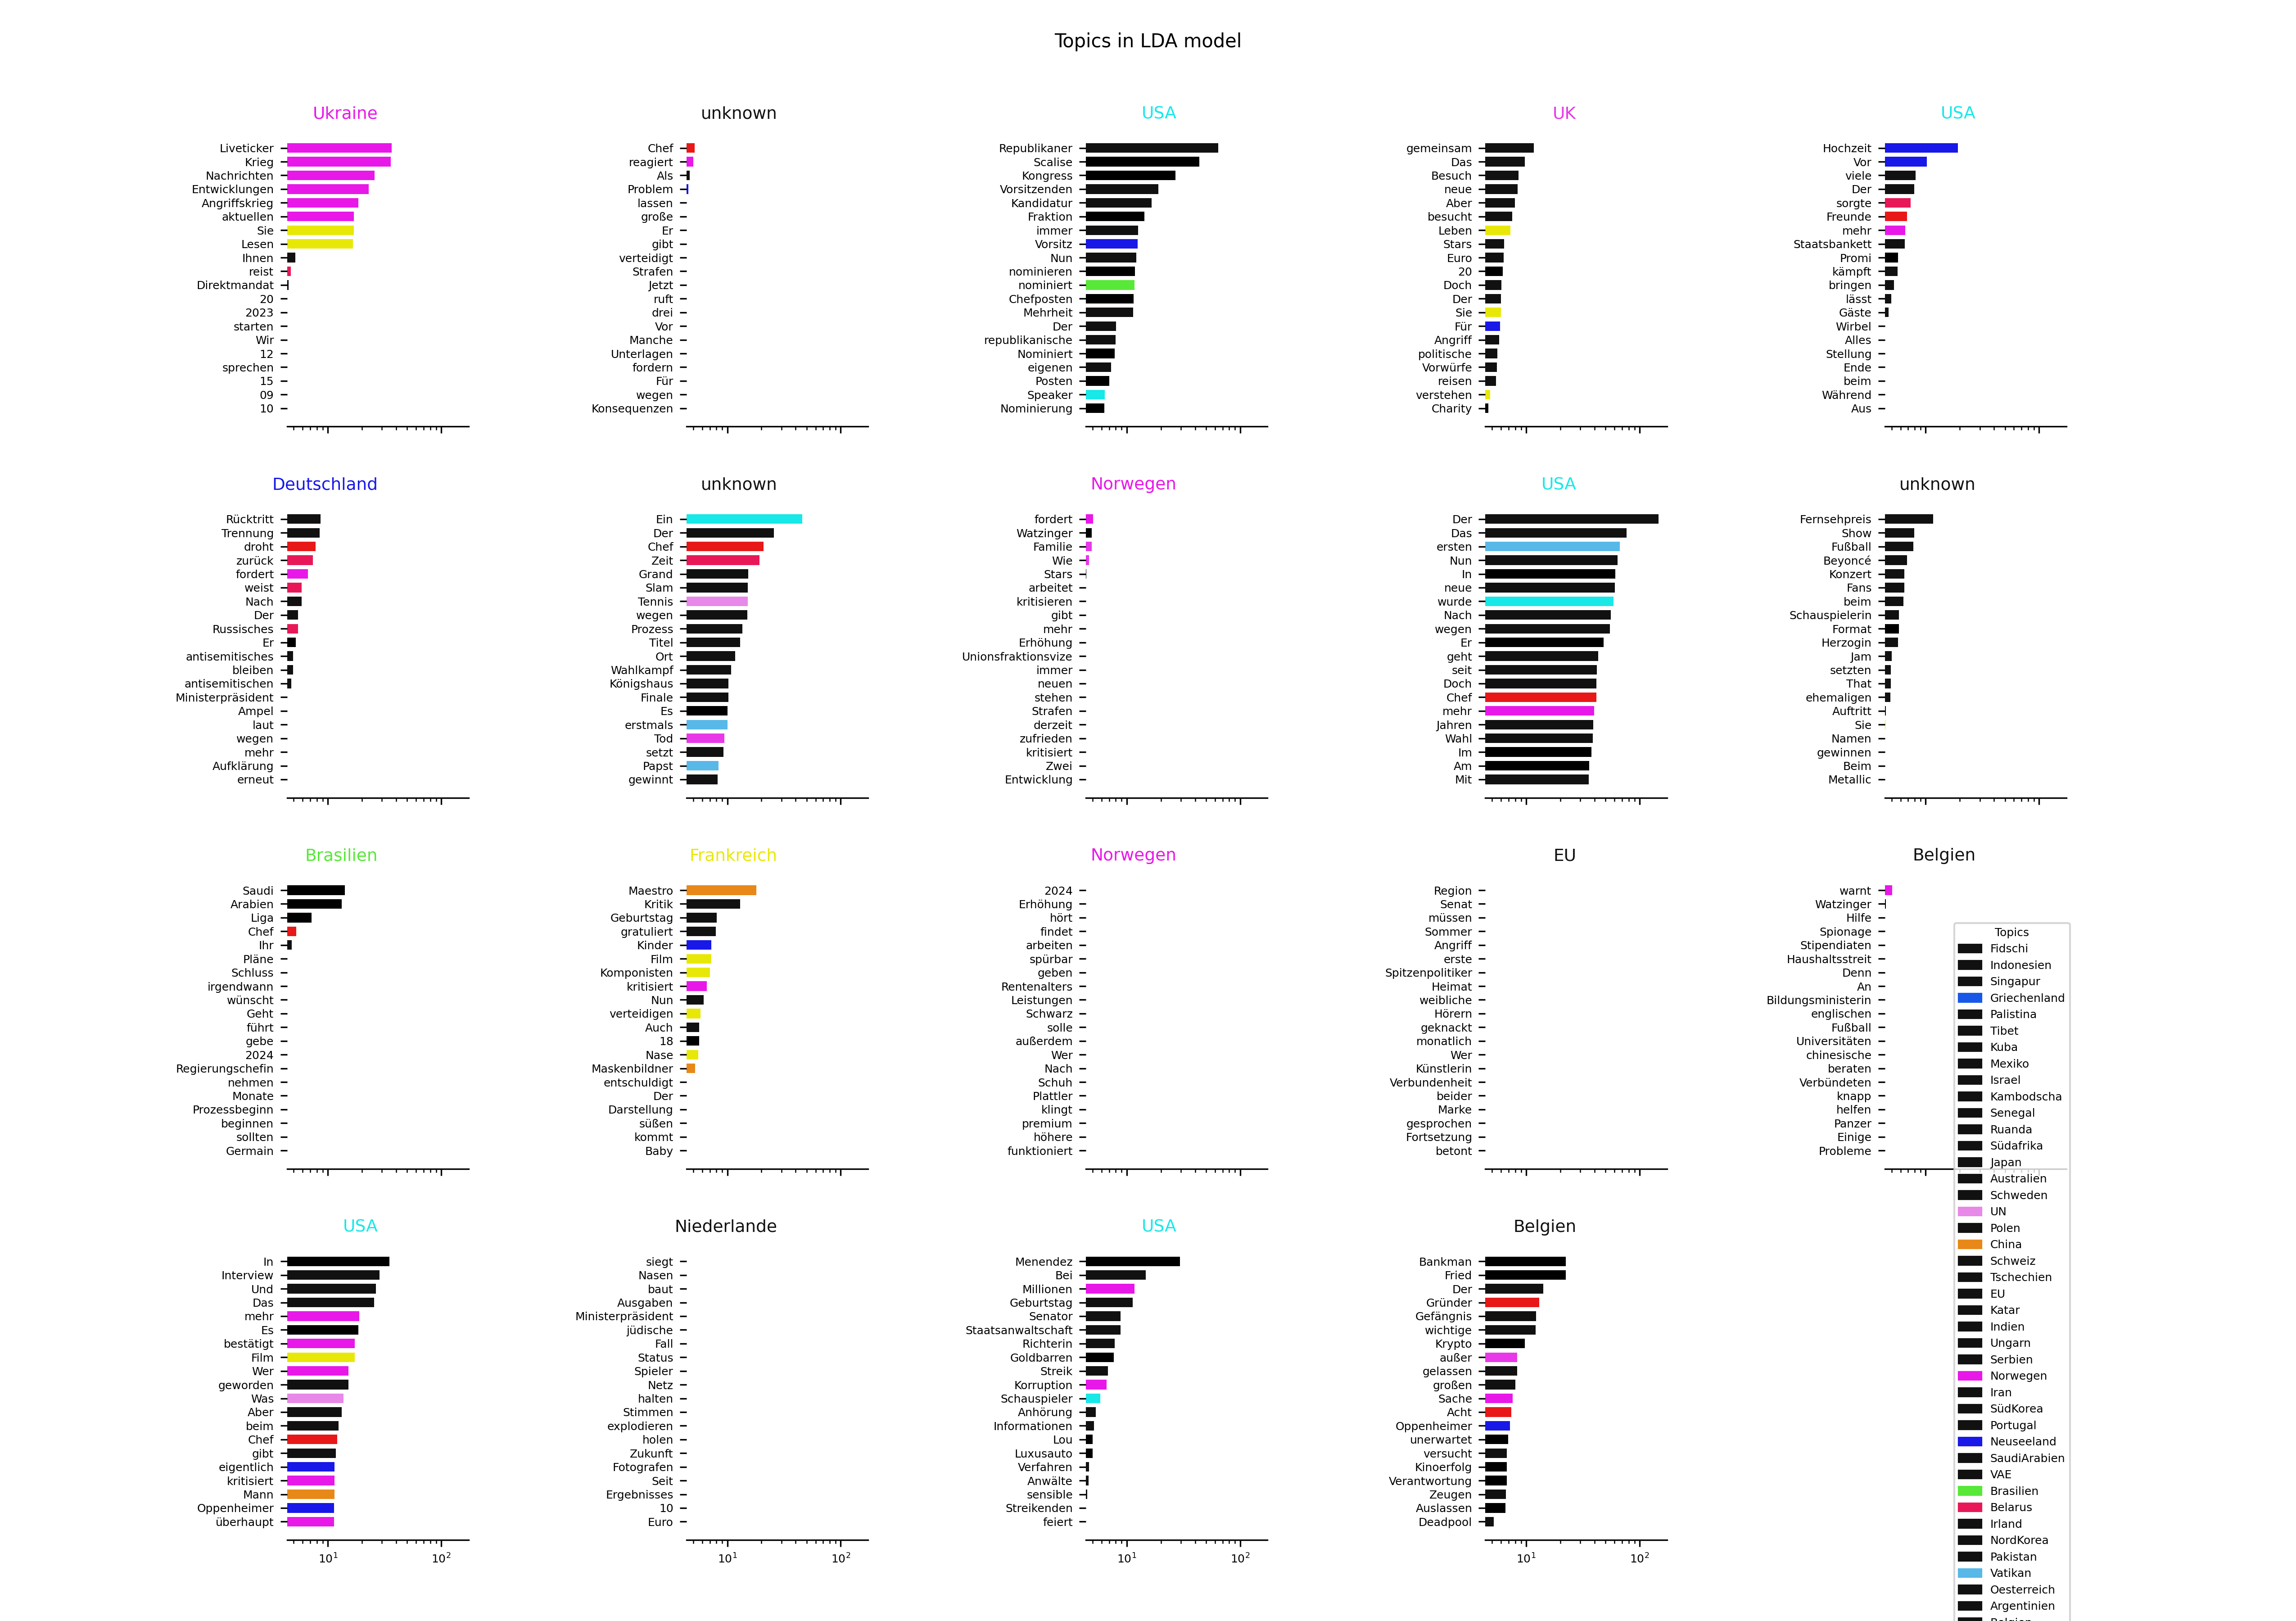 Topics in LDA model
Ukraine
Liveticker
Krieg
Nachrichten
Entwicklungen
Angriffskrieg
aktuellen
Sie
Lesen
Ihnen
reist
Direktmandat
20
2023
starten
Wir
12
sprechen
15
09
10
unknown
Chef
reagiert
Als
Problem
lassen
große
Er
gibt
verteidigt
Strafen
Jetzt
ruft
drei
Vor
Manche
Unterlagen
fordern
Für
wegen
Konsequenzen
USA
Republikaner
Scalise
Kongress
Vorsitzenden
Kandidatur
Fraktion
immer
Vorsitz
Nun
nominieren
nominiert
Chefposten
Mehrheit
Der
republikanische
Nominiert
eigenen
Posten
Speaker
Nominierung
UK
gemeinsam
Das
Besuch
neue
Aber
besucht
Leben
Stars
Euro
20
Doch
Der
Sie
Für
Angriff
politische
Vorwürfe
reisen
verstehen
Charity
USA
Hochzeit
Vor
viele
Der
sorgte
Freunde
mehr
Staatsbankett
Promi
kämpft
bringen
lässt
Gäste
Wirbel
Alles
Stellung
Ende
beim
Während
Aus
Deutschland
Rücktritt
Trennung
droht
zurück
fordert
weist
Nach
Der
Russisches
Er
antisemitisches
bleiben
antisemitischen
Ministerpräsident
Ampel
laut
wegen
mehr
Aufklärung
erneut
unknown
Ein
Der
Chef
Zeit
Grand
Slam
Tennis
wegen
Prozess
Titel
Ort
Wahlkampf
Königshaus
Finale
Es
erstmals
Tod
setzt
Papst
gewinnt
Norwegen
fordert
Watzinger
Familie
Wie
Stars
arbeitet
kritisieren
gibt
mehr
Erhöhung
Unionsfraktionsvize
immer
neuen
stehen
Strafen
derzeit
zufrieden
kritisiert
Zwei
Entwicklung
USA
Der
Das
ersten
Nun
In
neue
wurde
Nach
wegen
Er
geht
seit
Doch
Chef
mehr
Jahren
Wahl
Im
Am
Mit
unknown
Fernsehpreis
Show
Fußball
Beyoncé
Konzert
Fans
beim
Schauspielerin
Format
Herzogin
Jam
setzten
That
ehemaligen
Auftritt
Sie
Namen
gewinnen
Beim
Metallic
Brasilien
Saudi
Arabien
Liga
Chef
Ihr
Pläne
Schluss
irgendwann
wünscht
Geht
führt
gebe
2024
Regierungschefin
nehmen
Monate
Prozessbeginn
beginnen
sollten
Germain
Frankreich
Maestro
Kritik
Geburtstag
gratuliert
Kinder
Film
Komponisten
kritisiert
Nun
verteidigen
Auch
18
Nase
Maskenbildner
entschuldigt
Der
Darstellung
süßen
kommt
Baby
Norwegen
2024
Erhöhung
hört
findet
arbeiten
spürbar
geben
Rentenalters
Leistungen
Schwarz
solle
außerdem
Wer
Nach
Schuh
Plattler
klingt
premium
höhere
funktioniert
EU
Region
Senat
müssen
Sommer
Angriff
erste
Spitzenpolitiker
Heimat
weibliche
Hörern
geknackt
monatlich
Wer
Künstlerin
Verbundenheit
beider
Marke
gesprochen
Fortsetzung
betont
Belgien
warnt
Watzinger
Hilfe
Spionage
Stipendiaten
Haushaltsstreit
Denn
An
Bildungsministerin
englischen
Fußball
Universitäten
chinesische
beraten
Verbündeten
knapp
helfen
Panzer
Einige
Probleme
USA
In
Interview
Und
Das
mehr
Es
bestätigt
Film
Wer
geworden
Was
Aber
beim
Chef
gibt
eigentlich
kritisiert
Mann
Oppenheimer
überhaupt
10¹
10²
Niederlande
siegt
Nasen
baut
Ausgaben
Ministerpräsident
jüdische
Fall
Status
Spieler
Netz
halten
Stimmen
explodieren
holen
Zukunft
Fotografen
Seit
Ergebnisses
10
Euro
10¹
10²
USA
Menendez
Bei
Millionen
Geburtstag
Senator
Staatsanwaltschaft
Richterin
Goldbarren
Streik
Korruption
Schauspieler
Anhörung
Informationen
Lou
Luxusauto
Verfahren
Anwälte
sensible
Streikenden
feiert
10¹
10²
Belgien
Bankman
Fried
Der
Gründer
Gefängnis
wichtige
Krypto
außer
gelassen
großen
Sache
Acht
Oppenheimer
unerwartet
versucht
Kinoerfolg
Verantwortung
Zeugen
Auslassen
Deadpool
10¹
10²
Topics
Fidschi
Indonesien
Singapur
Griechenland
Palistina
Tibet
Kuba
Mexiko
Israel
Kambodscha
Senegal
Ruanda
Südafrika
Japan
Australien
Schweden
UN
Polen
China
Schweiz
Tschechien
EU
Katar
Indien
Ungarn
Serbien
Norwegen
Iran
SüdKorea
Portugal
Neuseeland
SaudiArabien
VAE
Brasilien
Belarus
Irland
NordKorea
Pakistan
Vatikan
Oesterreich
Argentinien